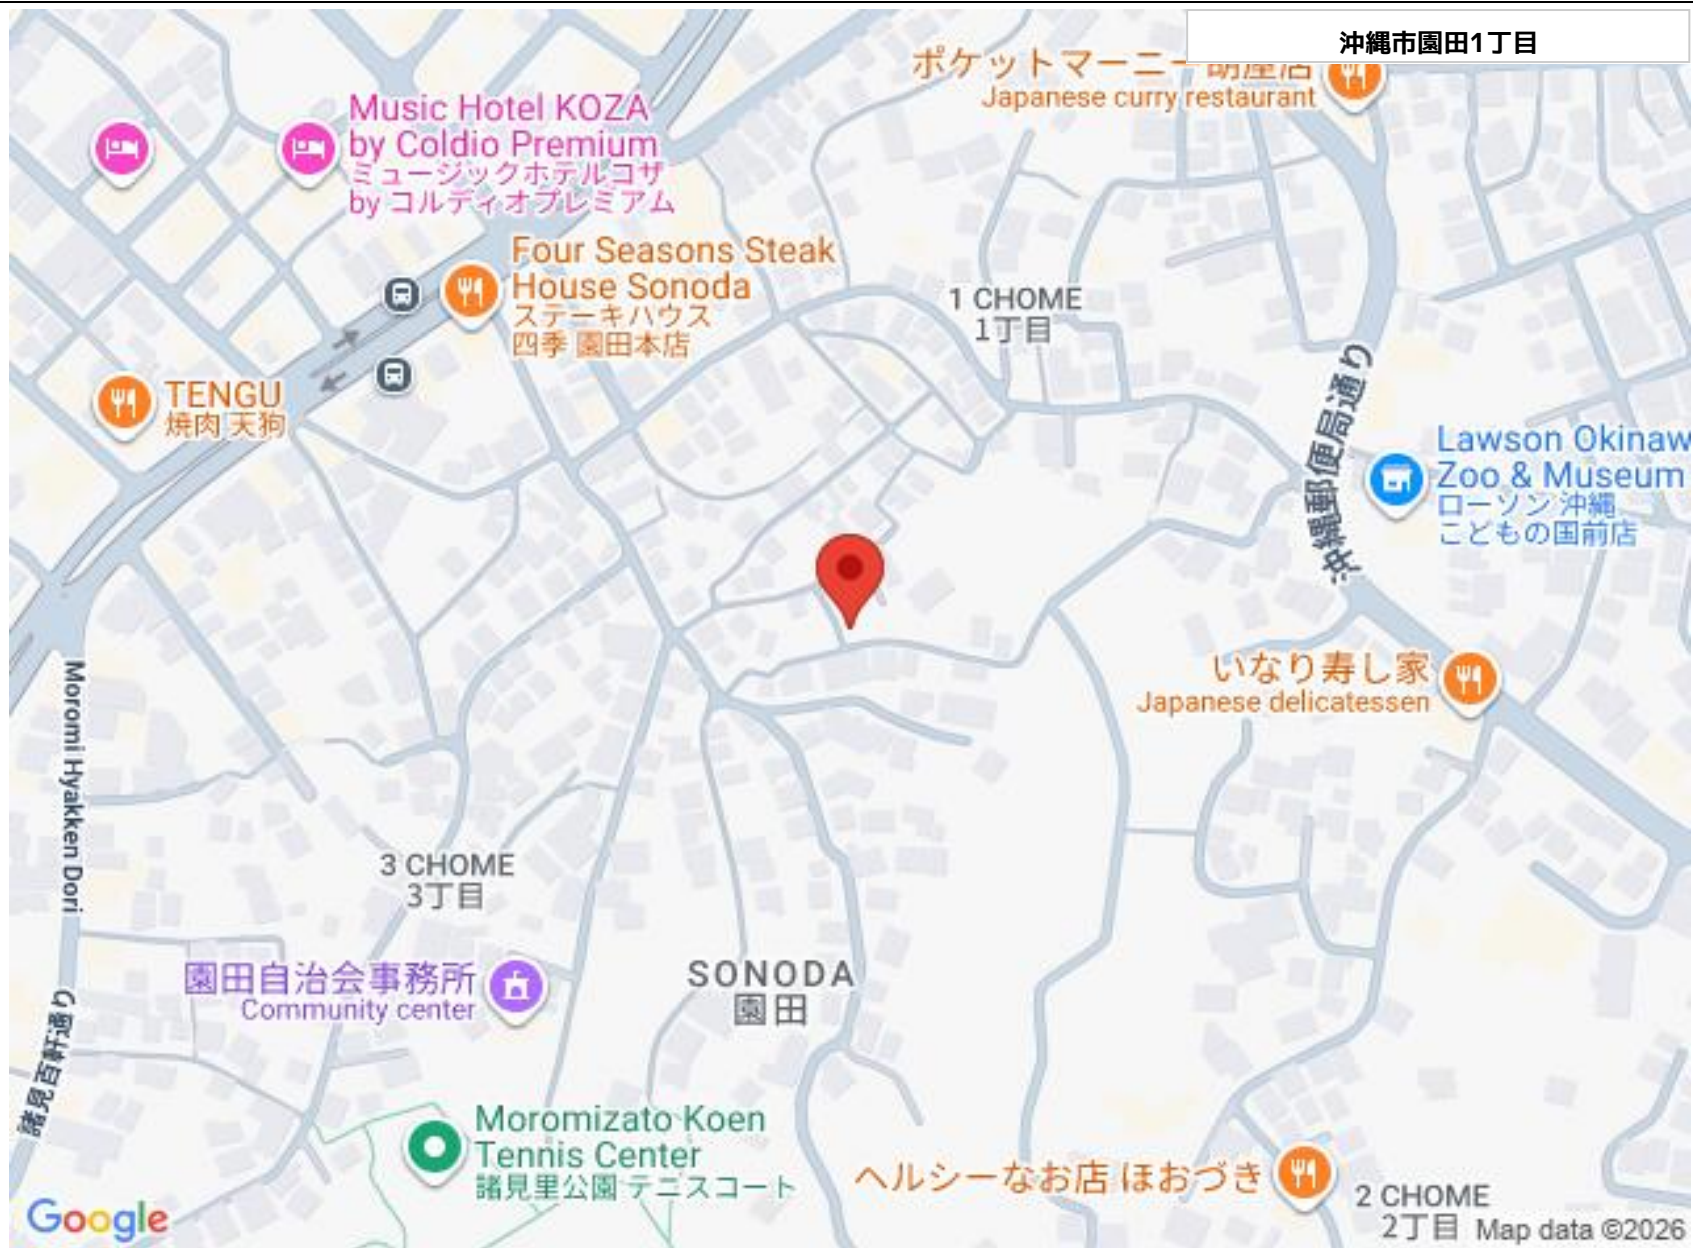 沖縄市園田1丁目
ポケットマーニー 胡屋店
Japanese curry restaurant
Music Hotel KOZA
by Coldio Premium
ミュージックホテルコザ
by コルディオプレミアム
Four Seasons Steak
House Sonoda
ステーキハウス
四季 園田本店
1 CHOME
1丁目
TENGU
焼肉 天狗
沖縄郵便局通り
Lawson Okinaw
Zoo & Museum
ローソン 沖縄
こどもの国前店
いなり寿し家
Japanese delicatessen
Moromi Hyakken Dori
3 CHOME
3丁目
園田自治会事務所
Community center
SONODA
園田
諸見百軒通り
Moromizato Koen
Tennis Center
諸見里公園 テニスコート
ヘルシーなお店 ほおづき
2 CHOME
2丁目
Google
Map data ©2026